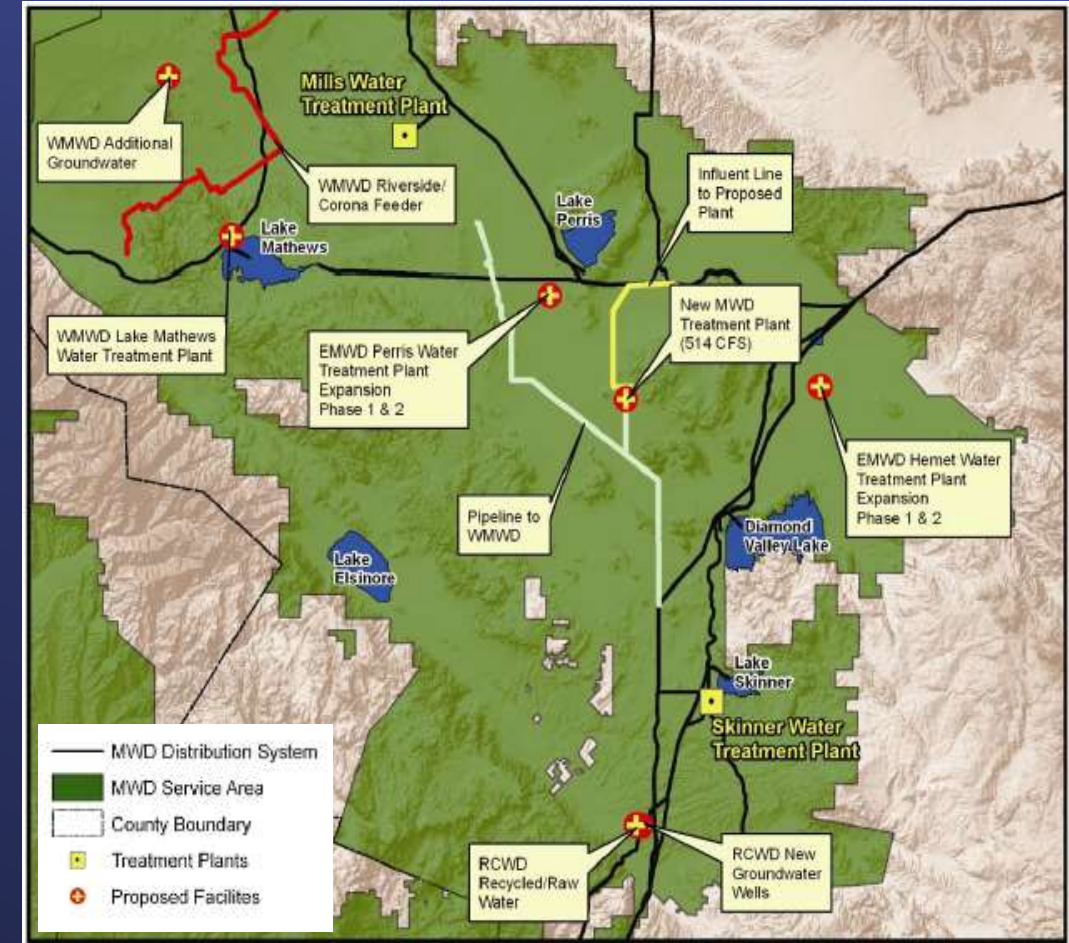 Mills Water
Treatment Plant
WMWD Additional
Groundwater
WMWD Riverside/
Corona Feeder
Lake
Perris
Influent Line
to Proposed
Plant
Lake
Mathews
New MWD
Treatment Plant
(514 CFS)
WMWD Lake Mathews
Water Treatment Plant
EMWD Perris Water
Treatment Plant
Expansion
Phase 1 & 2
EMWD Hemet Water
Treatment Plant
Expansion
Phase 1 & 2
Pipeline to
WMWD
Diamond
Valley Lake
Lake
Elsinore
Lake
Skinner
Skinner Water
Treatment Plant
MWD Distribution System
MWD Service Area
County Boundary
Treatment Plants
Proposed Facilites
RCWD
Recycled/Raw
Water
RCWD New
Groundwater
Wells